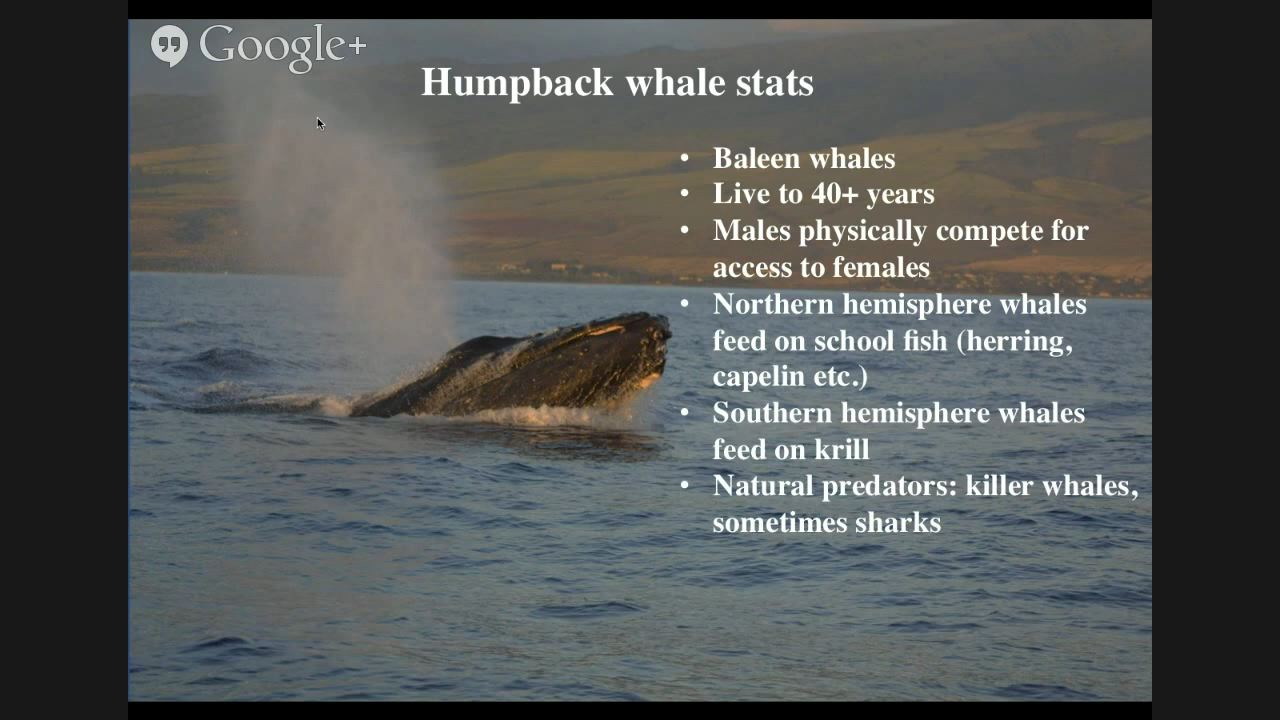 Google+
Humpback whale stats
• Baleen whales
• Live to 40+ years
• Males physically compete for
access to females
• Northern hemisphere whales
feed on school fish (herring,
capelin etc.)
• Southern hemisphere whales
feed on krill
• Natural predators: killer whales,
sometimes sharks